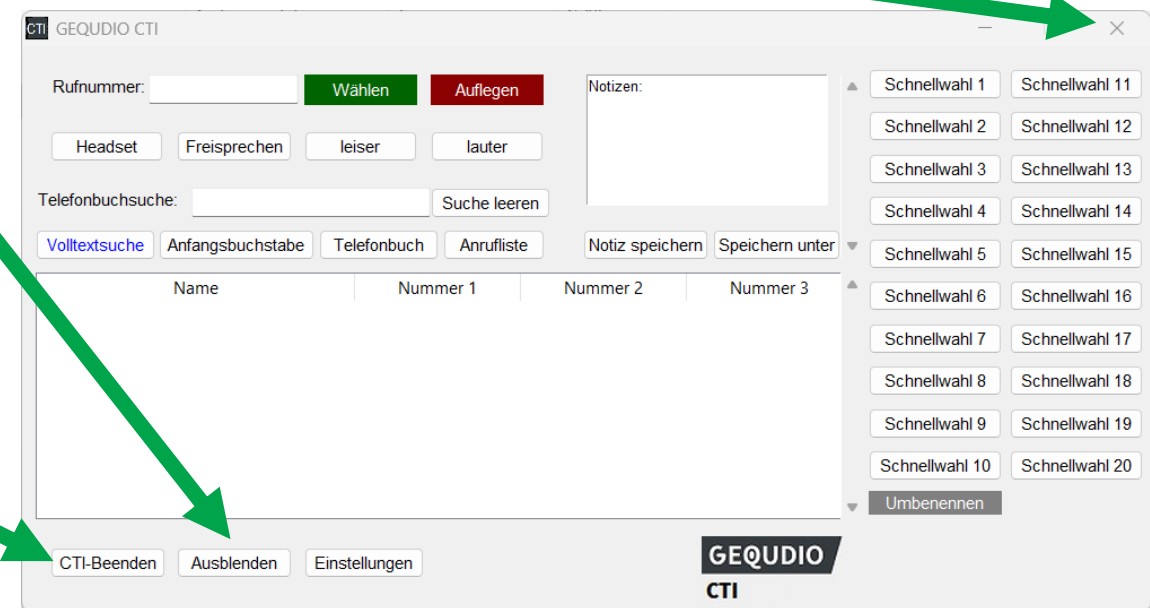 CTI GEQUDIO CTI
Rufnummer: Wählen Auflegen
Notizen:
Headset Freisprechen leiser lauter
Telefonbuchsuche: Suche leeren
Volltextsuche Anfangsbuchstabe Telefonbuch Anrufliste
Notiz speichern Speichern unter
Name Nummer 1 Nummer 2 Nummer 3
Schnellwahl 1 Schnellwahl 11
Schnellwahl 2 Schnellwahl 12
Schnellwahl 3 Schnellwahl 13
Schnellwahl 4 Schnellwahl 14
Schnellwahl 5 Schnellwahl 15
Schnellwahl 6 Schnellwahl 16
Schnellwahl 7 Schnellwahl 17
Schnellwahl 8 Schnellwahl 18
Schnellwahl 9 Schnellwahl 19
Schnellwahl 10 Schnellwahl 20
Umbenennen
CTI-Beenden Ausblenden Einstellungen
GEQUDIO
CTI